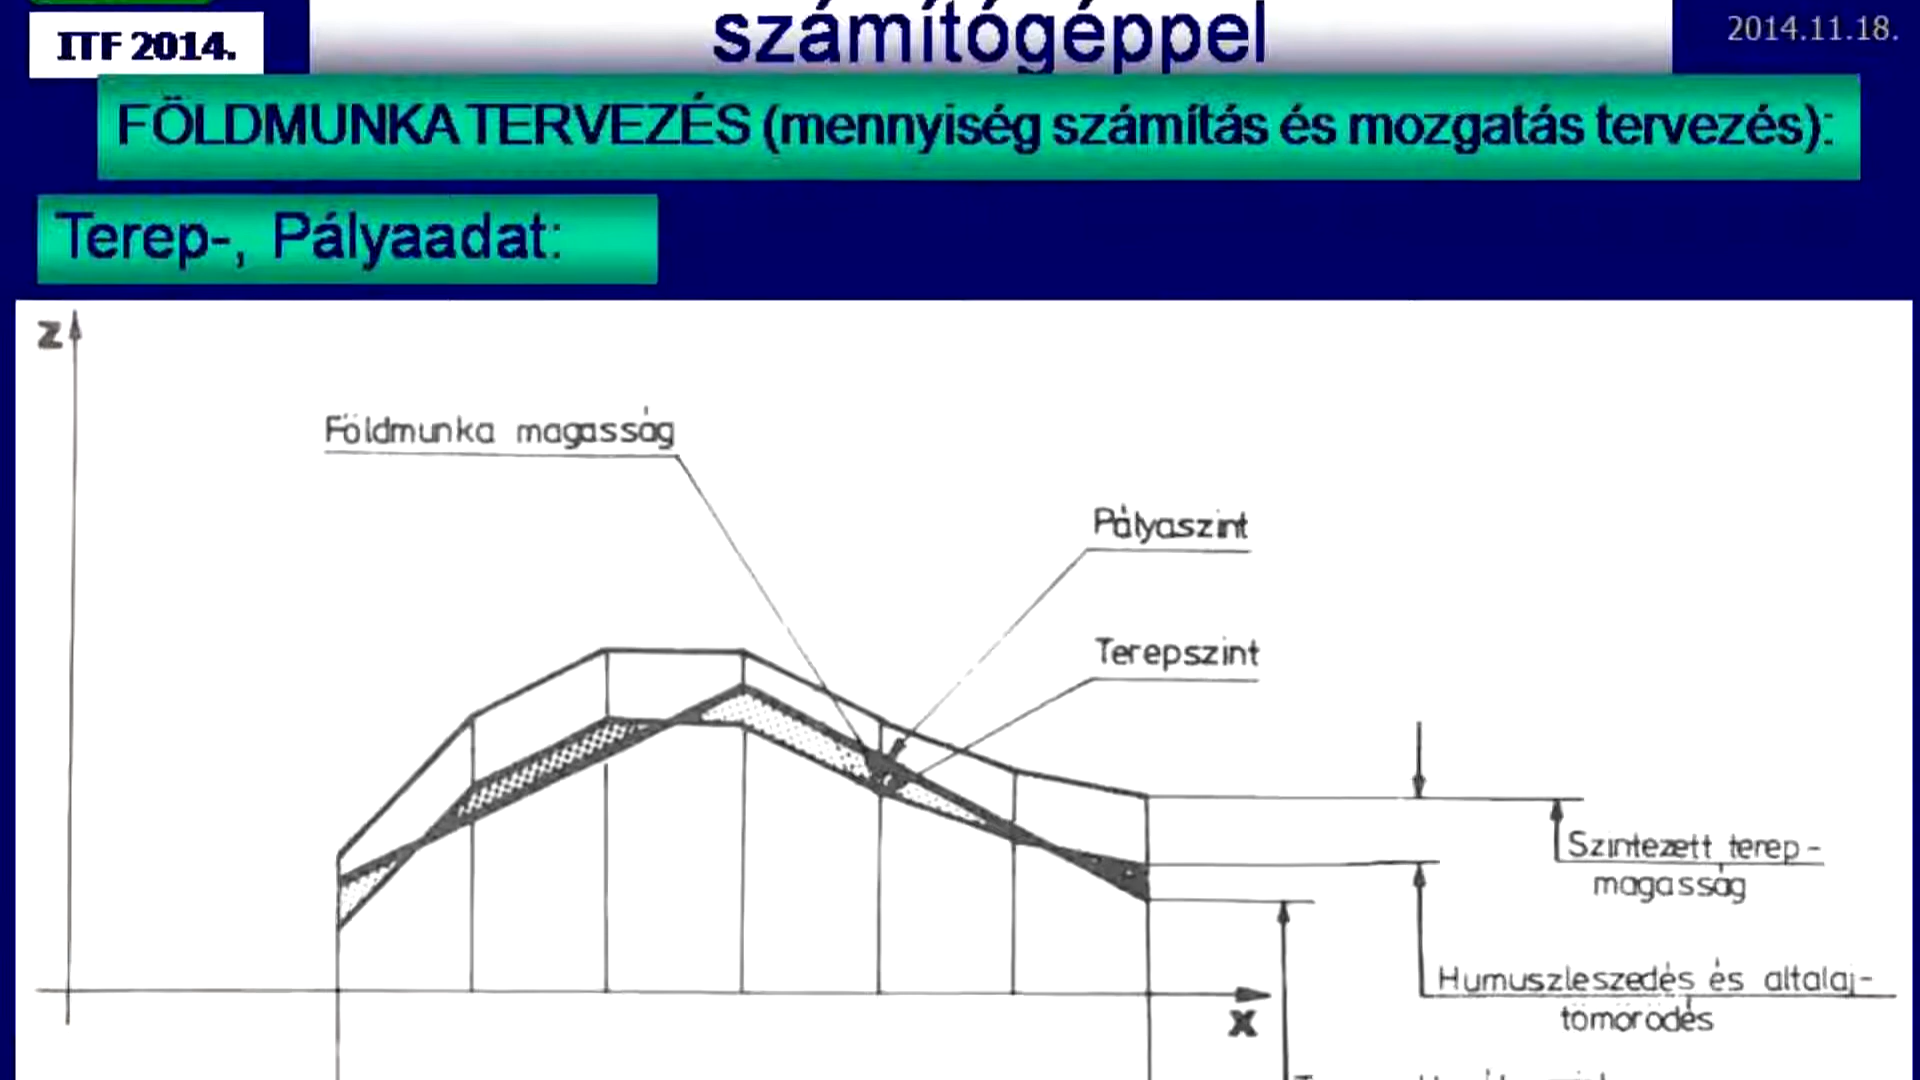 számítógéppel
ITF 2014.
2014.11.18.
FÖLDMUNKA TERVEZÉS (mennyiség számítás és mozgatás tervezés):
Terep-, Pályaadat:
Z
Földmunka magasság
Pályaszint
Terepszint
Szintezett terep-
magasság
Humuszleszedés és altalaj-
tömörödés
X